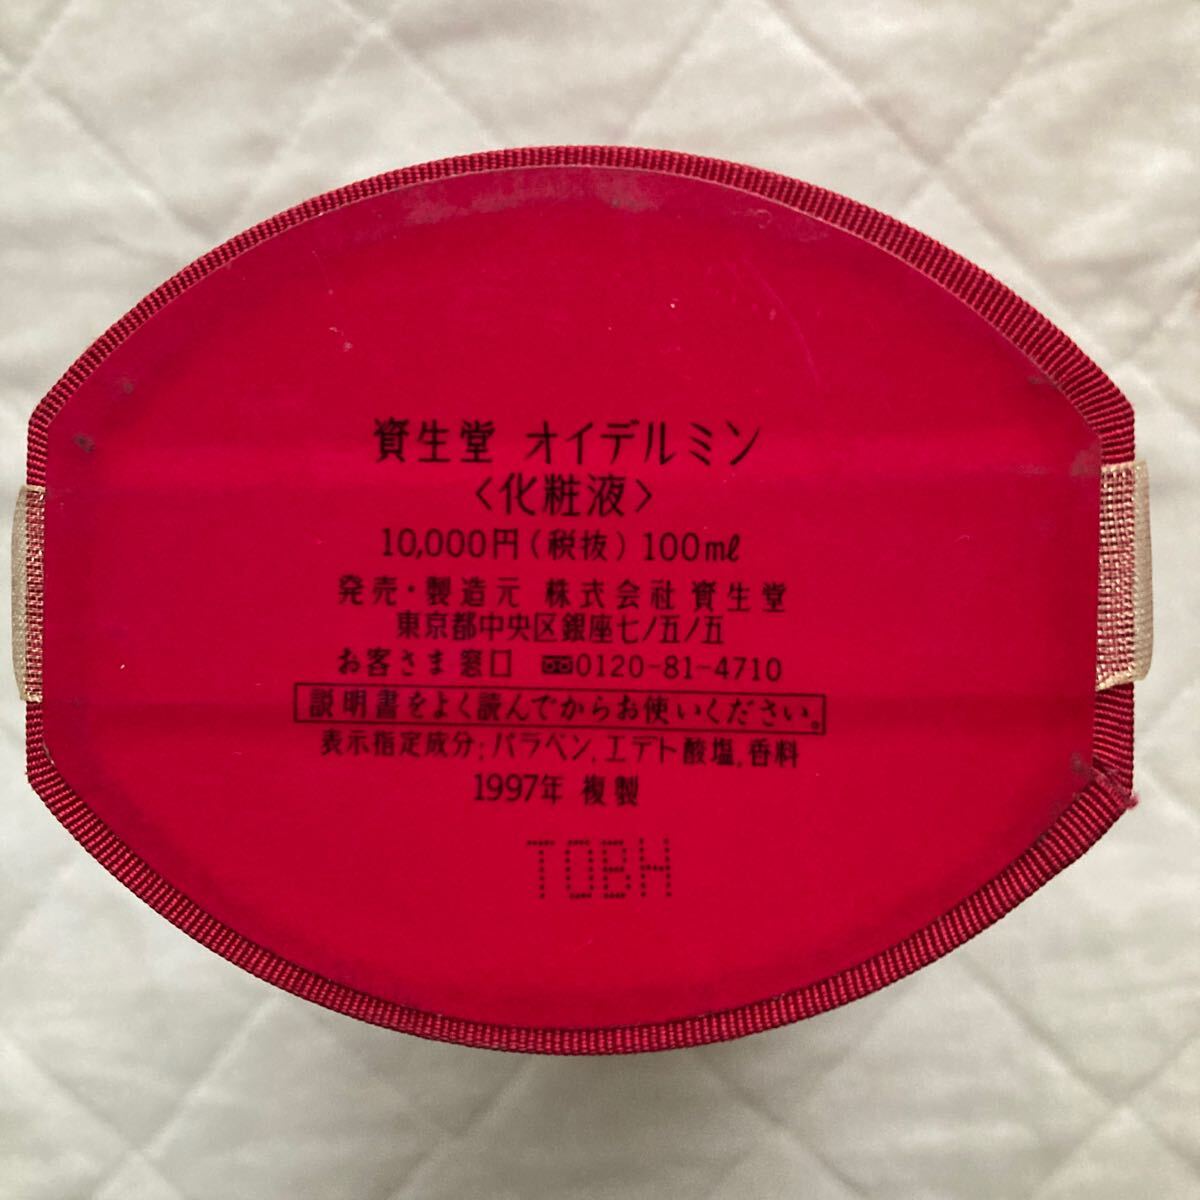 資生堂 オイデルミン
〈化粧液〉
10,000円(税抜) 100mℓ
発売・製造元 株式会社 資生堂
東京都中央区銀座七ノ五ノ五
お客さま窓口 0120-81-4710
説明書をよく読んでからお使いください。
表示指定成分;パラベン,エデト酸塩,香料
1997年 複製
TOBH